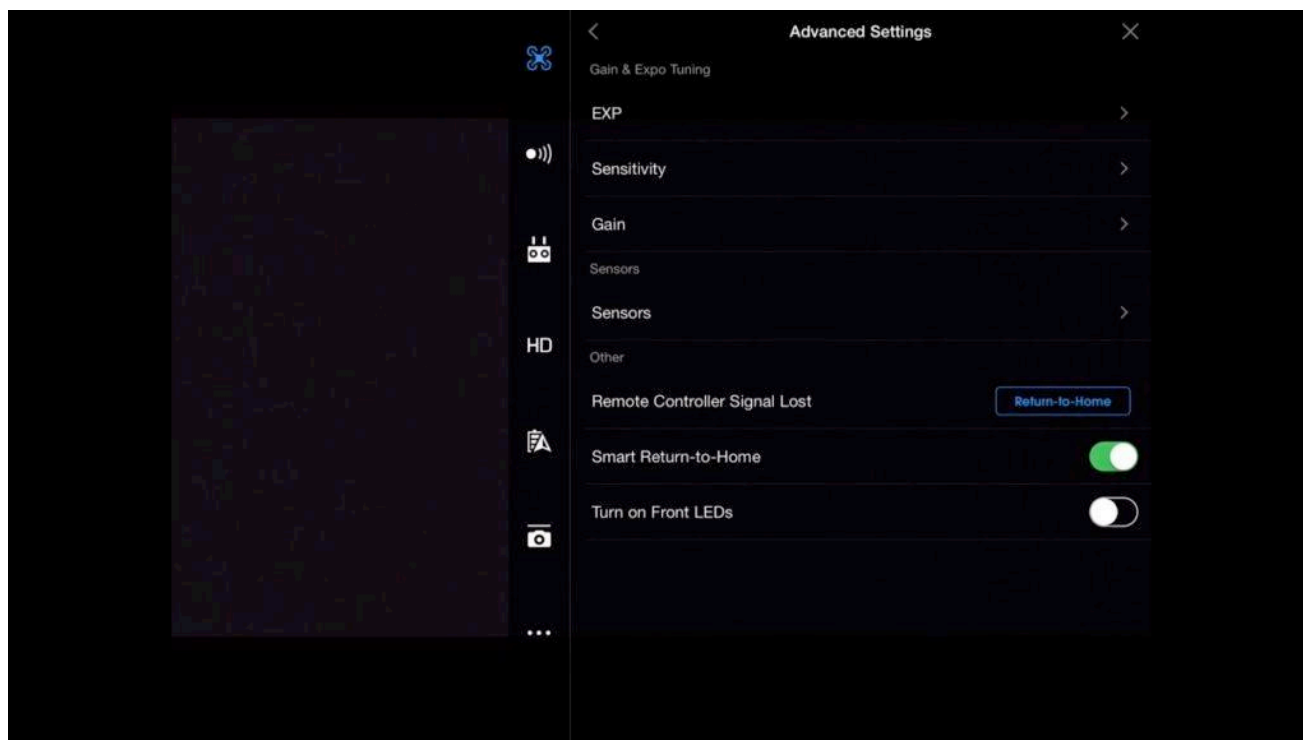 Advanced Settings
Gain & Expo Tuning
EXP
Sensitivity
Gain
Sensors
Sensors
HD
Other
Remote Controller Signal Lost Return-to-Home
Smart Return-to-Home
Turn on Front LEDs